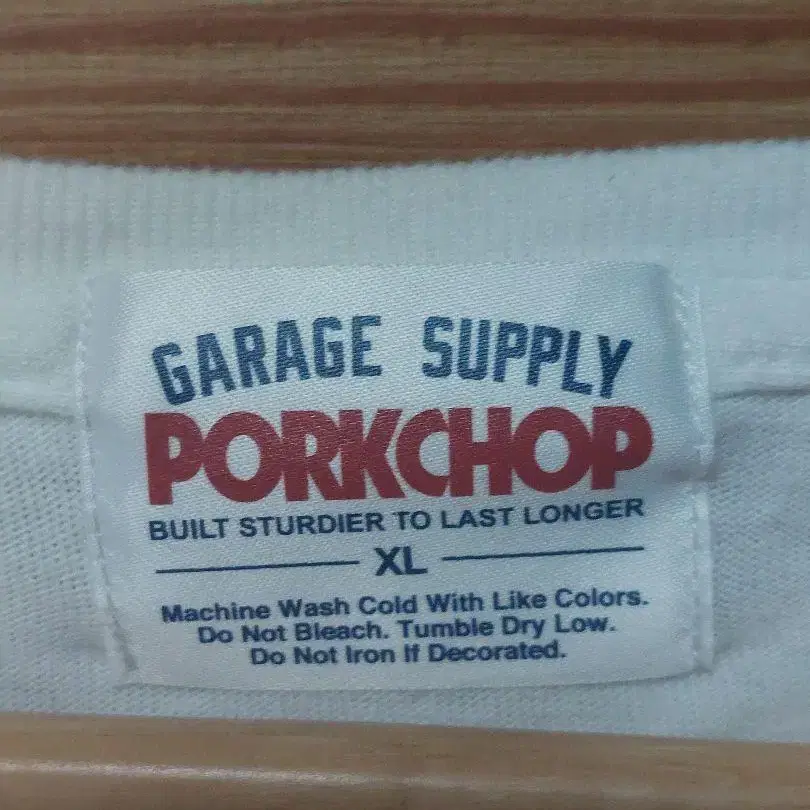 GARAGE SUPPLY
PORKCHOP
BUILT STURDIER TO LAST LONGER
XL
Machine Wash Cold With Like Colors.
Do Not Bleach. Tumble Dry Low.
Do Not Iron If Decorated.